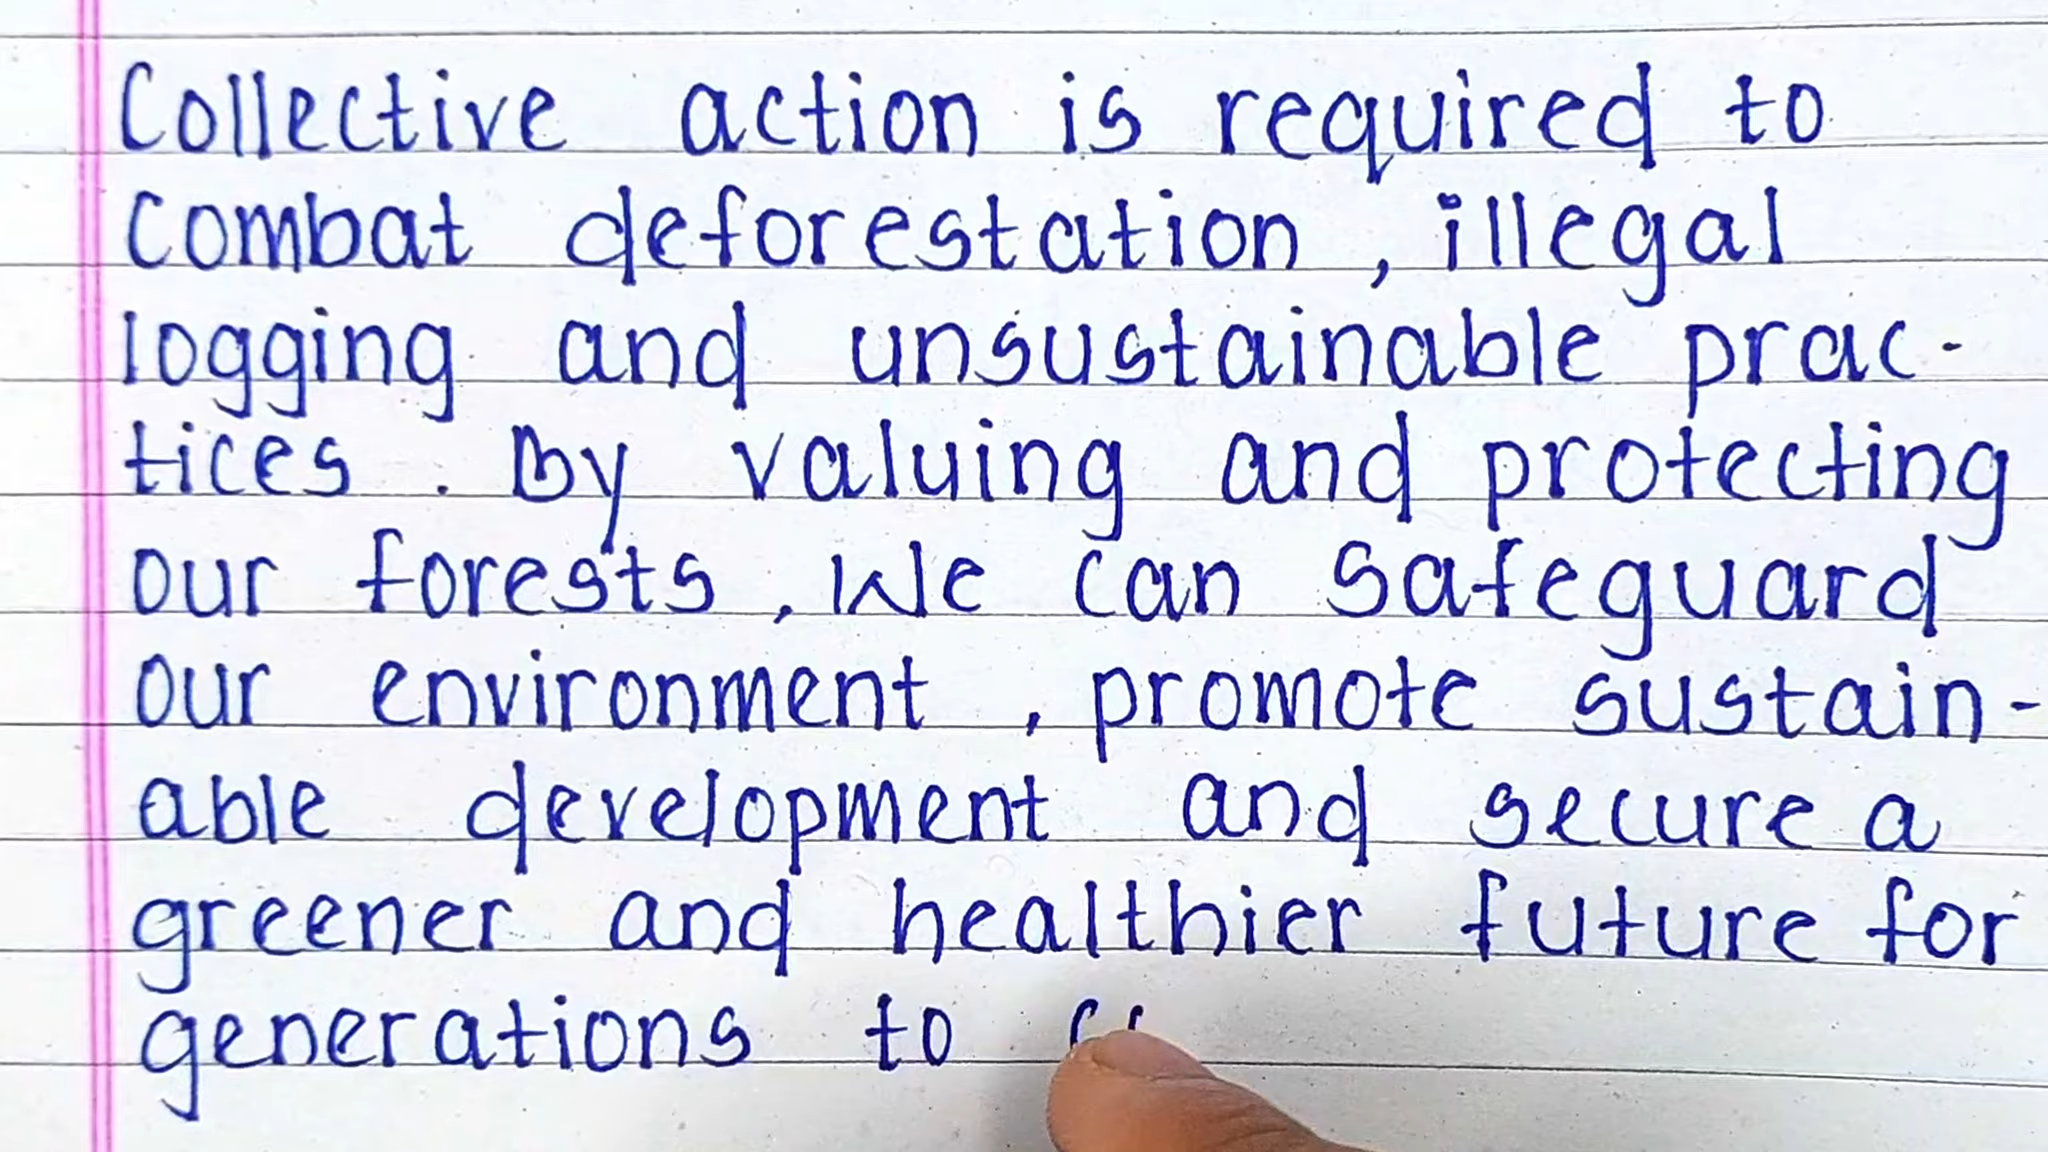 Collective action is required to
combat deforestation, illegal
logging and unsustainable prac-
tices. By valuing and protecting
our forests, we can safeguard
our environment, promote sustain-
able development and secure a
greener and healthier future for
generations to